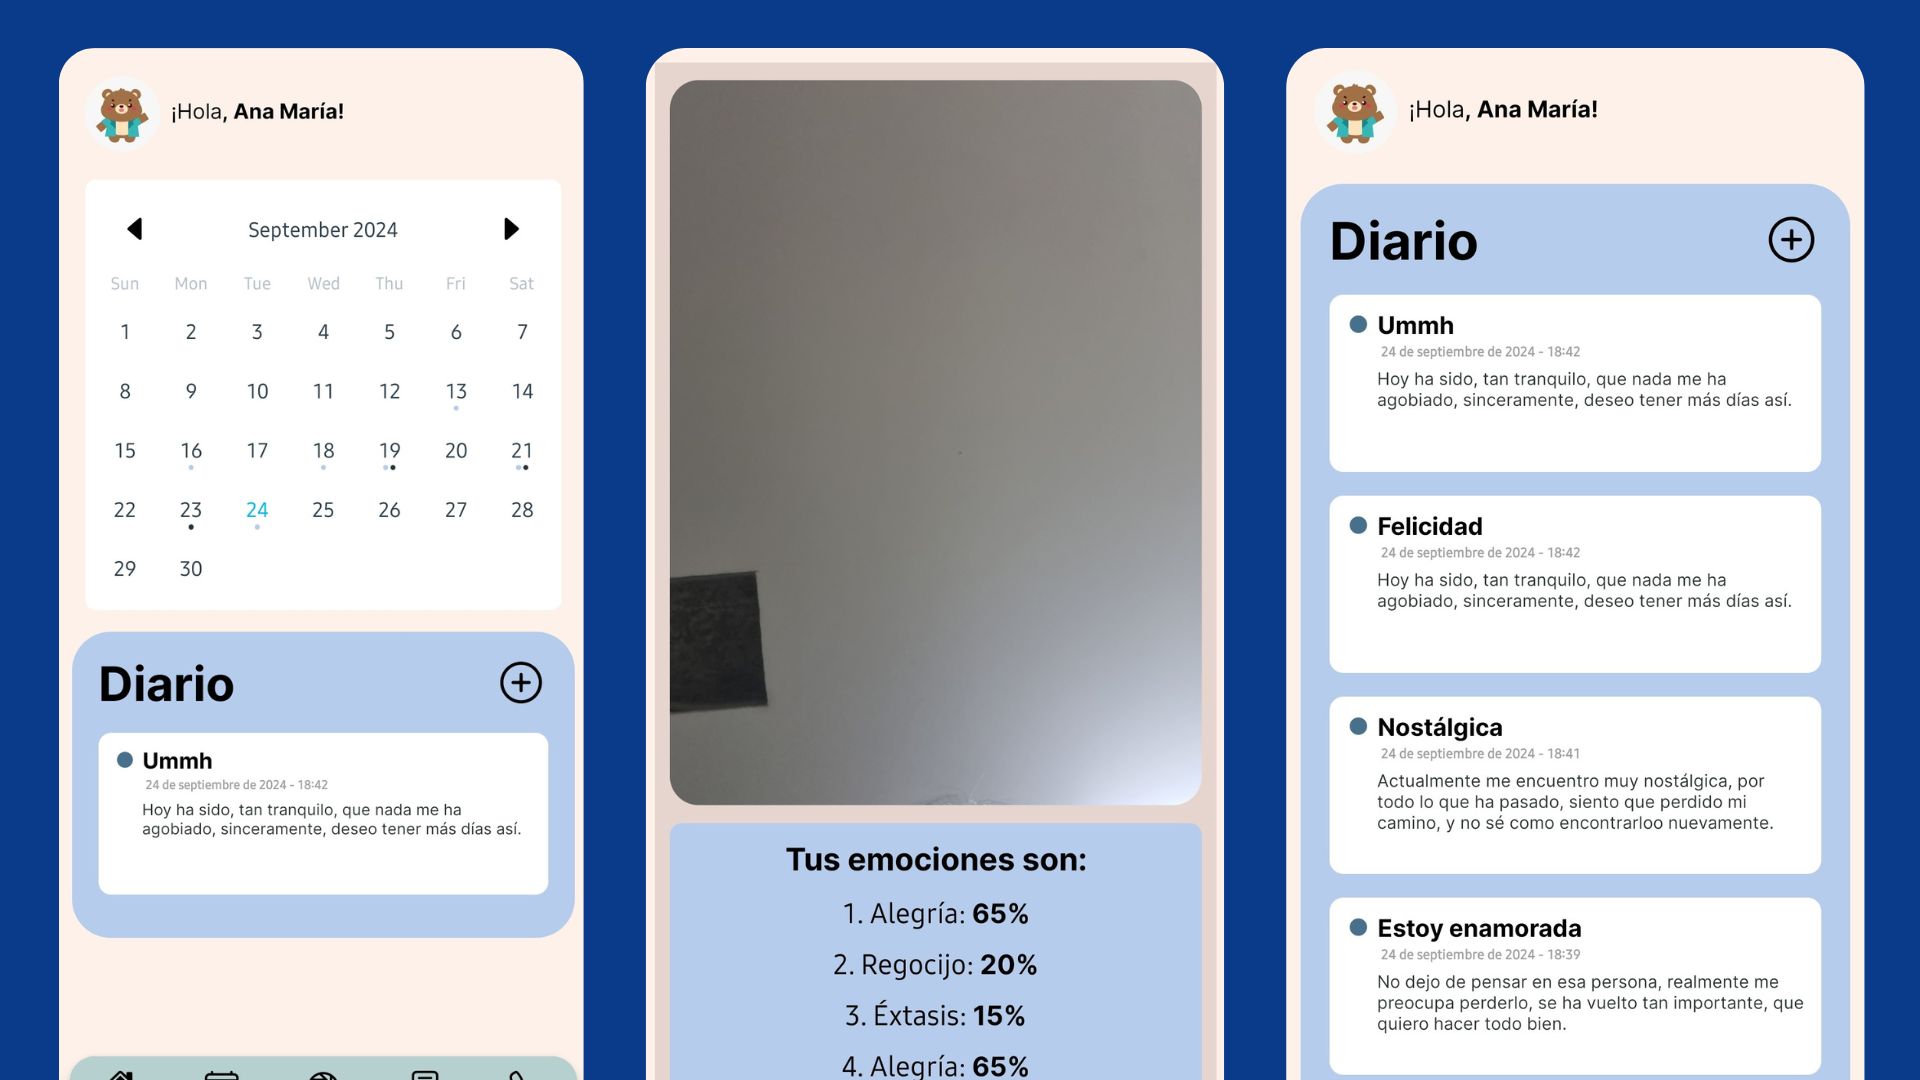 ¡Hola, Ana María!
September 2024
Sun Mon Tue Wed Thu Fri Sat
1 2 3 4 5 6 7
8 9 10 11 12 13 14
15 16 17 18 19 20 21
22 23 24 25 26 27 28
29 30
Diario
Ummh
24 de septiembre de 2024 - 18:42
Hoy ha sido, tan tranquilo, que nada me ha
agobiado, sinceramente, deseo tener más días así.
Tus emociones son:
1. Alegría: 65%
2. Regocijo: 20%
3. Éxtasis: 15%
4. Alegría: 65%
¡Hola, Ana María!
Diario
Ummh
24 de septiembre de 2024 - 18:42
Hoy ha sido, tan tranquilo, que nada me ha
agobiado, sinceramente, deseo tener más días así.
Felicidad
24 de septiembre de 2024 - 18:42
Hoy ha sido, tan tranquilo, que nada me ha
agobiado, sinceramente, deseo tener más días así.
Nostálgica
24 de septiembre de 2024 - 18:41
Actualmente me encuentro muy nostálgica, por
todo lo que ha pasado, siento que perdido mi
camino, y no sé como encontrarloo nuevamente.
Estoy enamorada
24 de septiembre de 2024 - 18:39
No dejo de pensar en esa persona, realmente me
preocupa perderlo, se ha vuelto tan importante, que
quiero hacer todo bien.